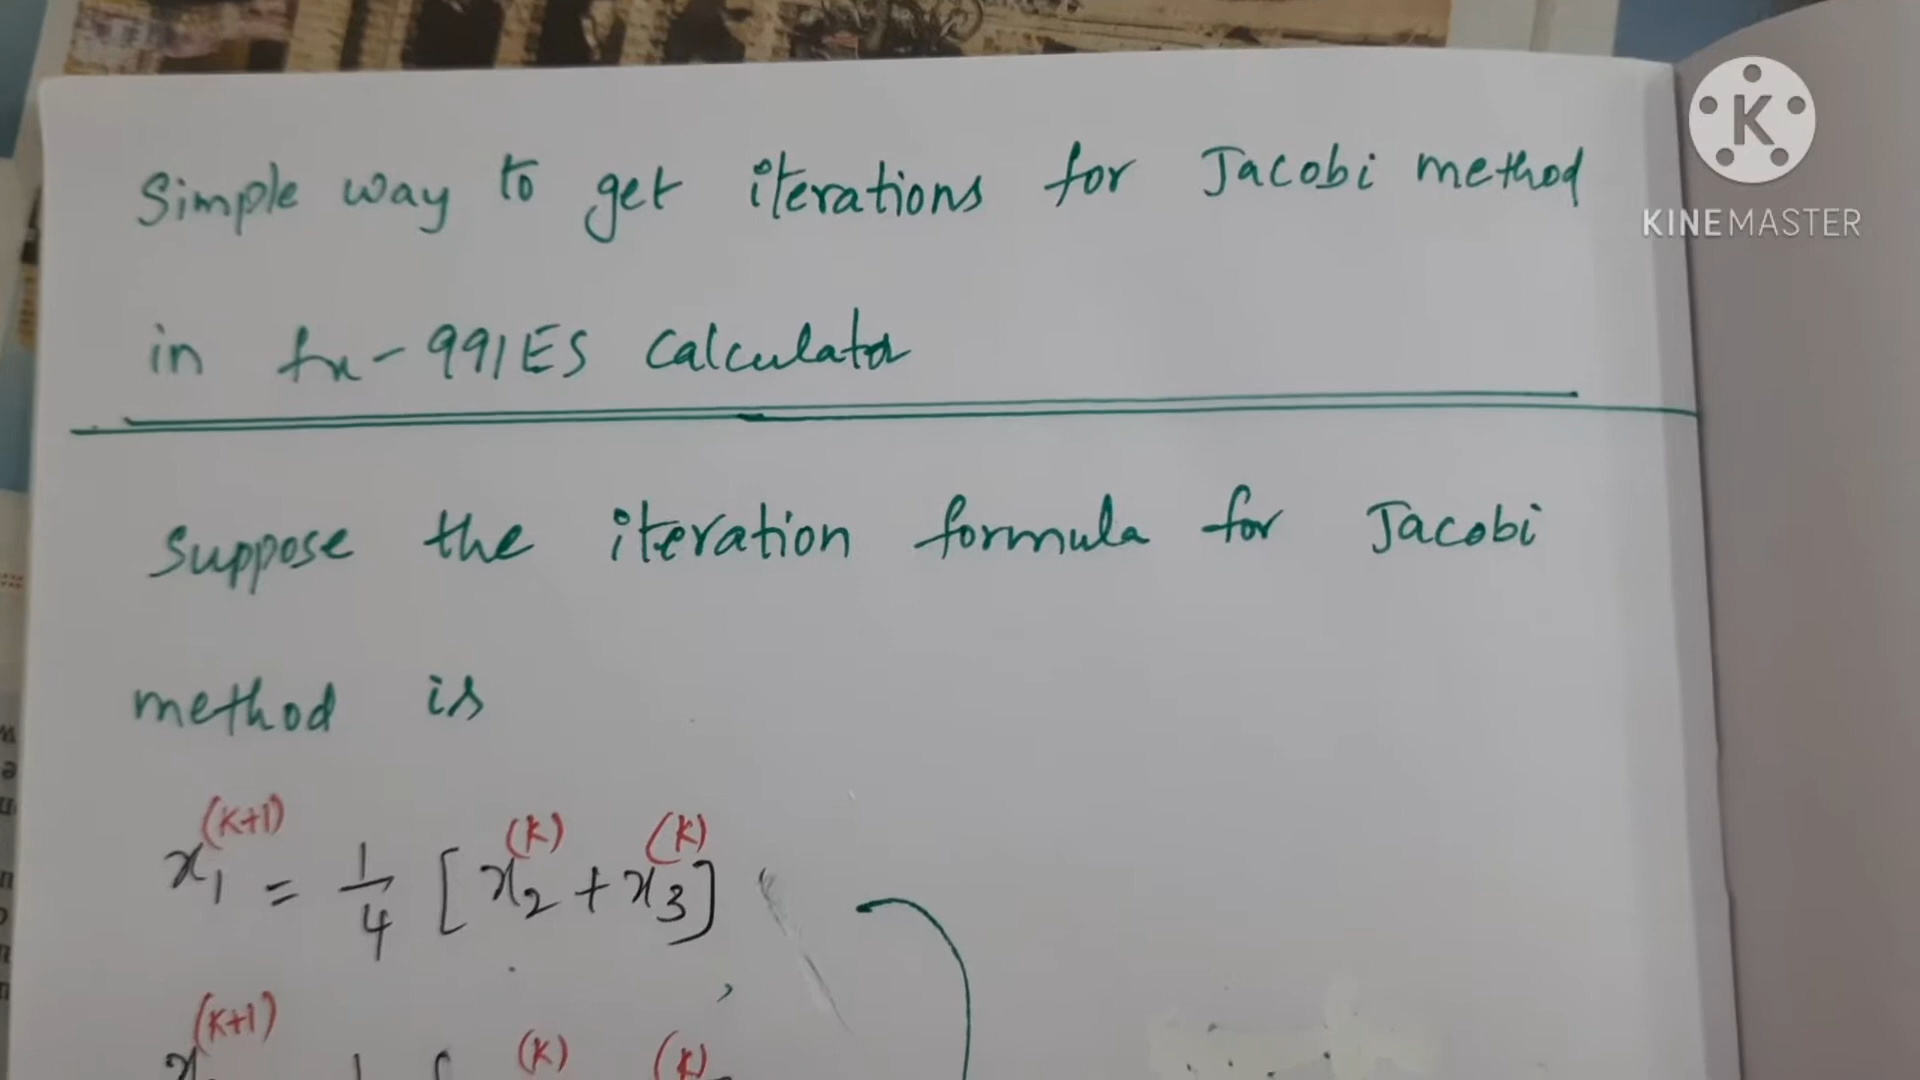 K
KINEMASTER
Simple way to get iterations for Jacobi method
in fx-991ES Calculator
Suppose the iteration formula for Jacobi
method is
x₁⁽ᴷ⁺¹⁾ = 1/4 [x₂⁽ᴷ⁾ + x₃⁽ᴷ⁾]
,
(K+1) (K) (K)